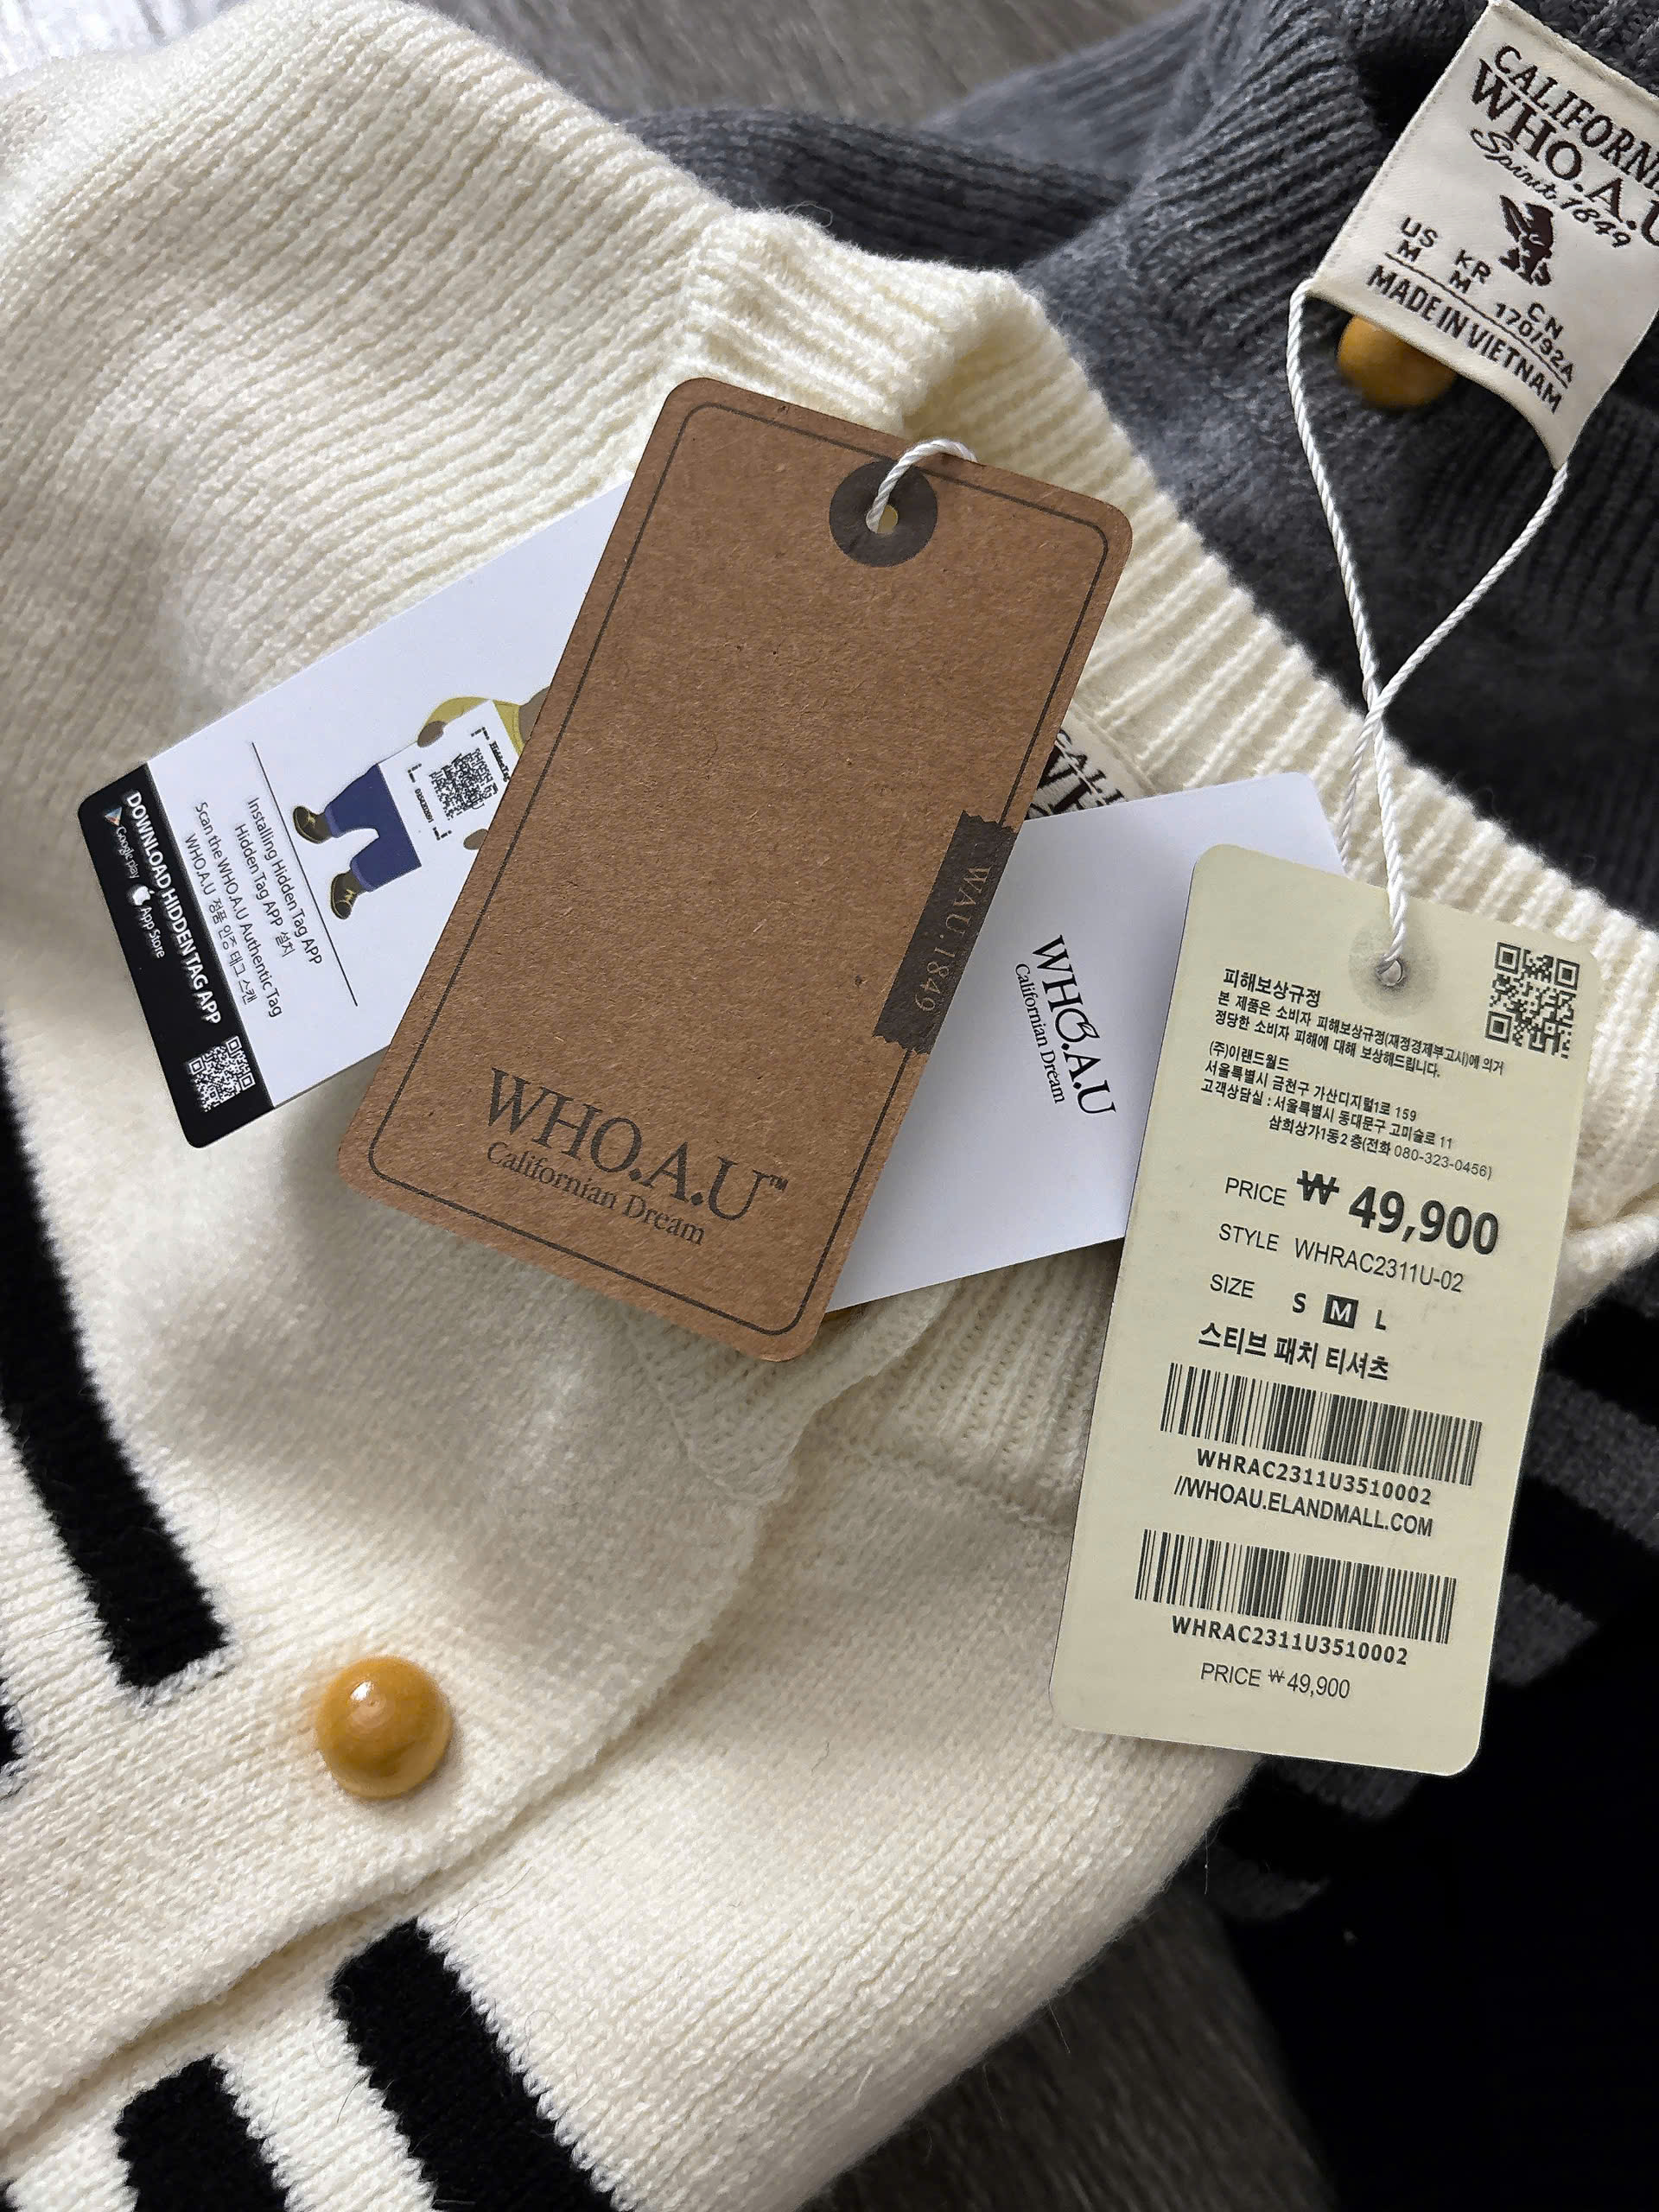 CALIFORNIA
WHO.A.U
Spirit.1849
US
M
KR
M
CN
170/92A
MADE IN VIETNAM
WAU.1849
WHO.A.U™
Californian Dream
Installing Hidden Tag APP
Hidden Tag APP 설치
Scan the WHO.A.U Authentic Tag
WHO.A.U 정품 인증 태그 스캔
DOWNLOAD HIDDEN TAG APP
Google play
App Store
WHO.A.U
Californian Dream
피해보상규정
본 제품은 소비자 피해보상규정(재정경제부고시)에 의거
정당한 소비자 피해에 대해 보상해드립니다.
(주)이랜드월드
서울특별시 금천구 가산디지털1로 159
고객상담실 : 서울특별시 동대문구 고미술로 11
삼희상가1동2층(전화 080-323-0456)
PRICE ₩ 49,900
STYLE WHRAC2311U-02
SIZE S M L
스티브 패치 티셔츠
WHRAC2311U3510002
//WHOAU.ELANDMALL.COM
WHRAC2311U3510002
PRICE ₩49,900